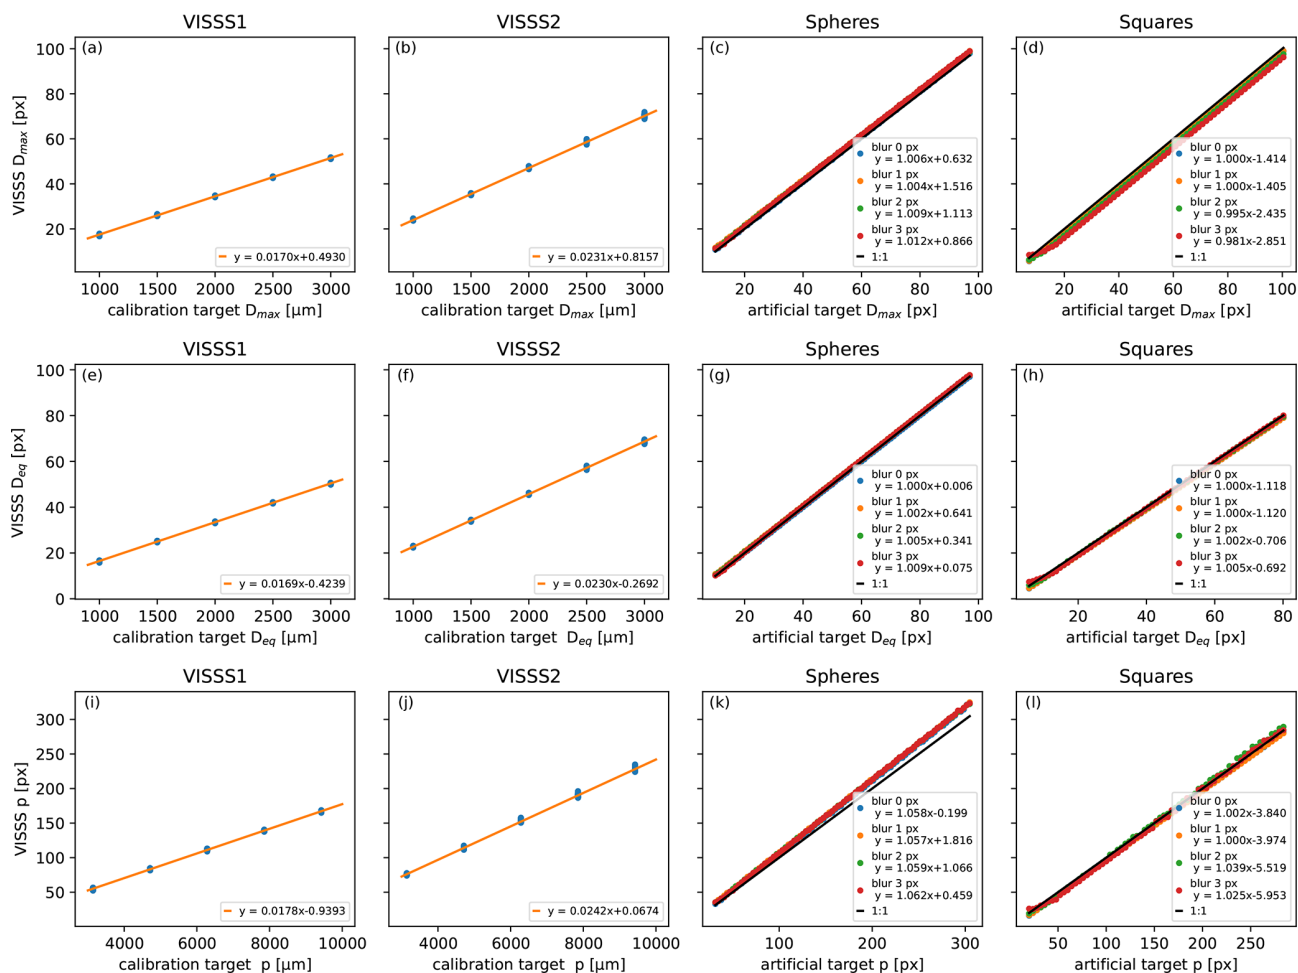 VISSS1
(a)
VISSS D_max [px]
100
80
60
40
20
y = 0.0170x+0.4930
1000 1500 2000 2500 3000
calibration target D_max [µm]
VISSS2
(b)
y = 0.0231x+0.8157
1000 1500 2000 2500 3000
calibration target D_max [µm]
Spheres
(c)
blur 0 px
y = 1.006x+0.632
blur 1 px
y = 1.004x+1.516
blur 2 px
y = 1.009x+1.113
blur 3 px
y = 1.012x+0.866
1:1
20 40 60 80 100
artificial target D_max [px]
Squares
(d)
blur 0 px
y = 1.000x-1.414
blur 1 px
y = 1.000x-1.405
blur 2 px
y = 0.995x-2.435
blur 3 px
y = 0.981x-2.851
1:1
20 40 60 80 100
artificial target D_max [px]
VISSS1
(e)
VISSS D_eq [px]
100
80
60
40
20
0
y = 0.0169x-0.4239
1000 1500 2000 2500 3000
calibration target D_eq [µm]
VISSS2
(f)
y = 0.0230x-0.2692
1000 1500 2000 2500 3000
calibration target D_eq [µm]
Spheres
(g)
blur 0 px
y = 1.000x+0.006
blur 1 px
y = 1.002x+0.641
blur 2 px
y = 1.005x+0.341
blur 3 px
y = 1.009x+0.075
1:1
20 40 60 80 100
artificial target D_eq [px]
Squares
(h)
blur 0 px
y = 1.000x-1.118
blur 1 px
y = 1.000x-1.120
blur 2 px
y = 1.002x-0.706
blur 3 px
y = 1.005x-0.692
1:1
20 40 60 80
artificial target D_eq [px]
VISSS1
(i)
VISSS p [px]
300
250
200
150
100
50
y = 0.0178x-0.9393
4000 6000 8000 10000
calibration target p [µm]
VISSS2
(j)
y = 0.0242x+0.0674
4000 6000 8000 10000
calibration target p [µm]
Spheres
(k)
blur 0 px
y = 1.058x-0.199
blur 1 px
y = 1.057x+1.816
blur 2 px
y = 1.059x+1.066
blur 3 px
y = 1.062x+0.459
1:1
100 200 300
artificial target p [px]
Squares
(l)
blur 0 px
y = 1.002x-3.840
blur 1 px
y = 1.000x-3.974
blur 2 px
y = 1.039x-5.519
blur 3 px
y = 1.025x-5.953
1:1
50 100 150 200 250
artificial target p [px]